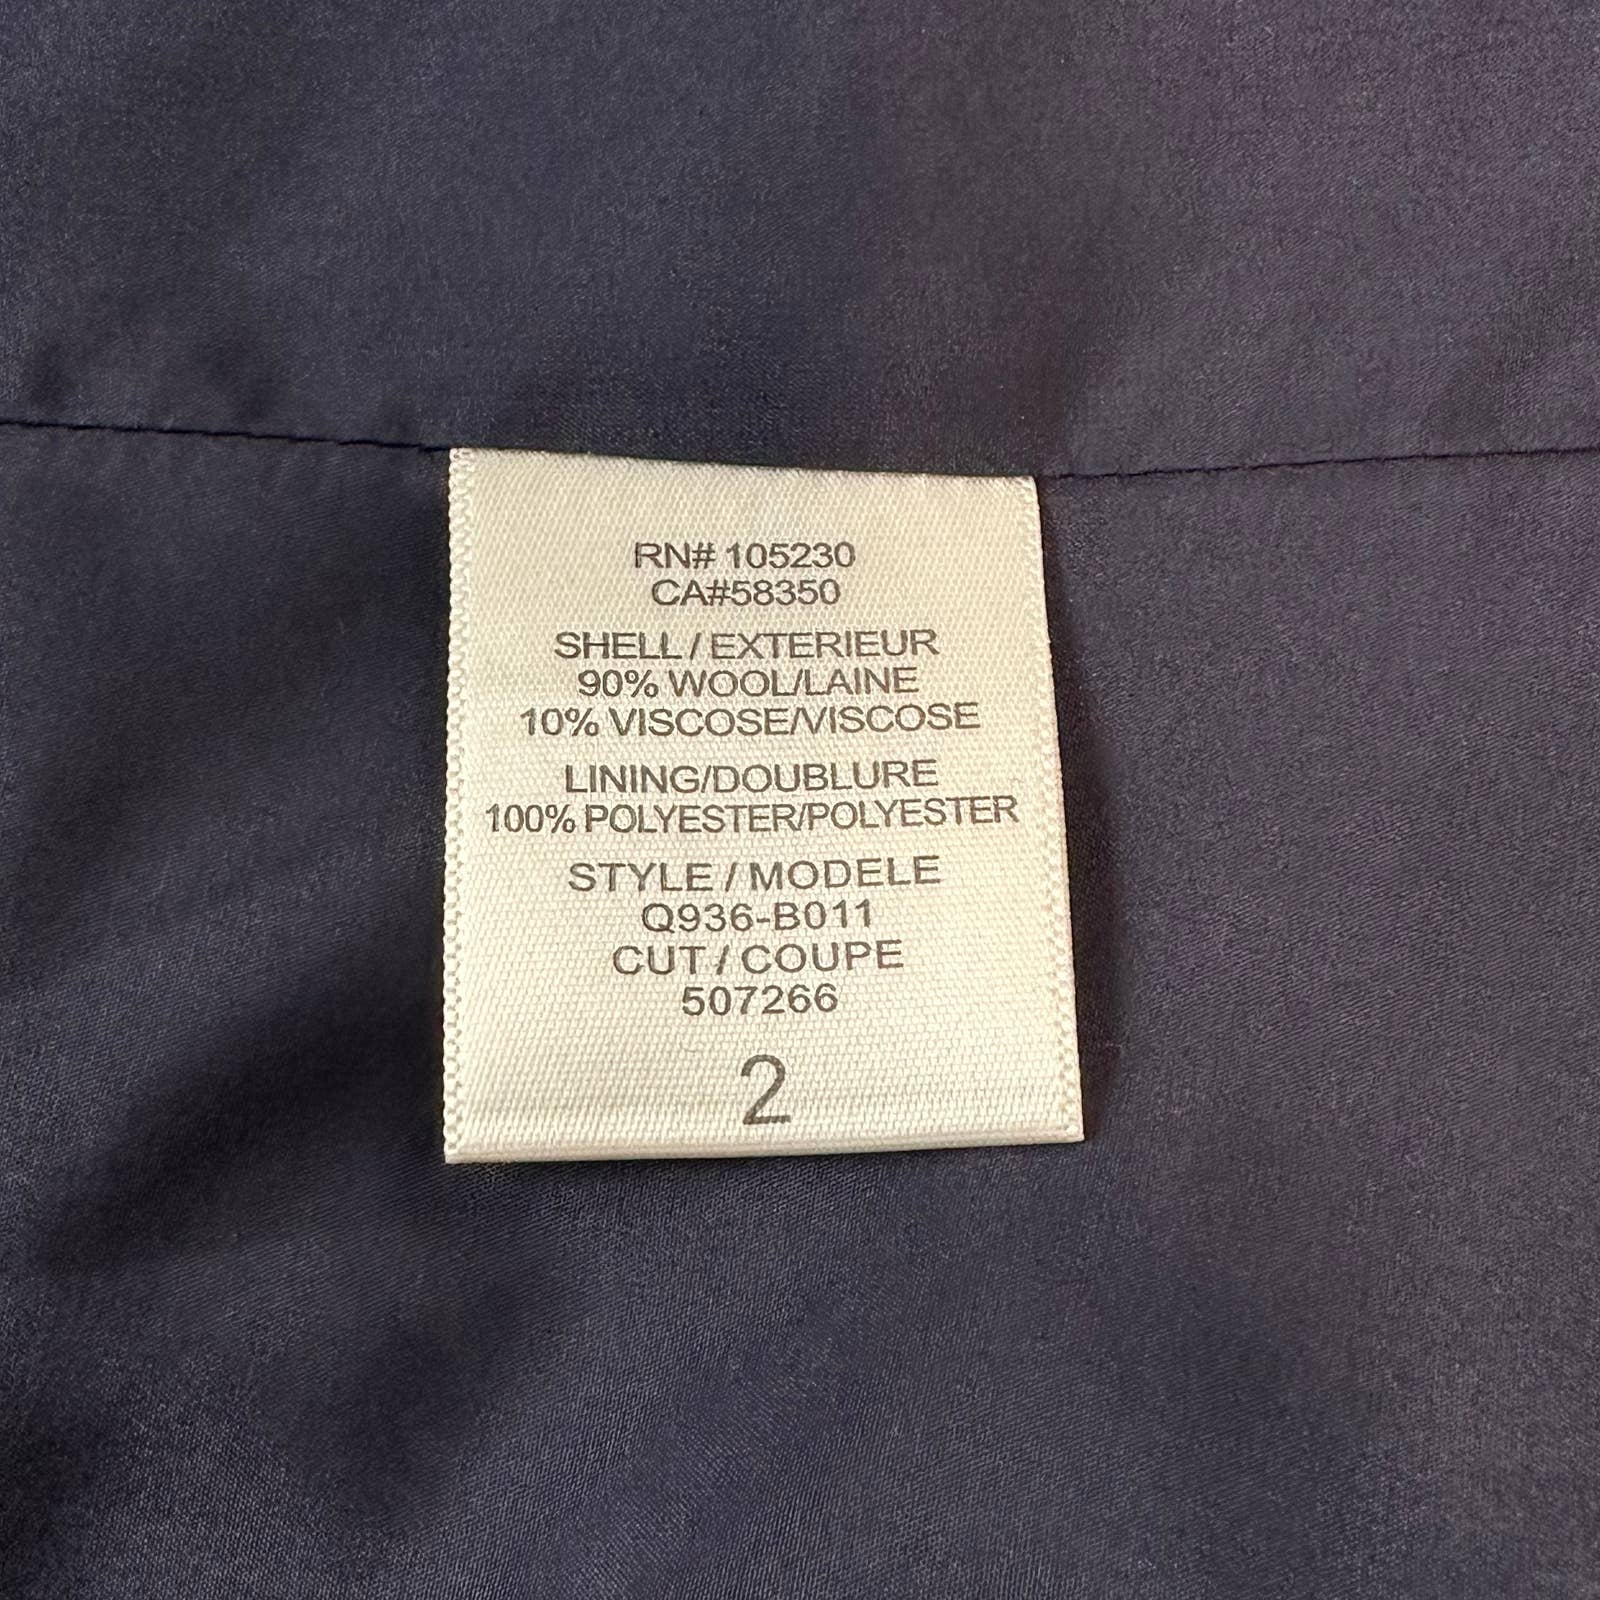 RN# 105230
CA#58350
SHELL / EXTERIEUR
90% WOOL/LAINE
10% VISCOSE/VISCOSE
LINING/DOUBLURE
100% POLYESTER/POLYESTER
STYLE / MODELE
Q936-B011
CUT / COUPE
507266
2